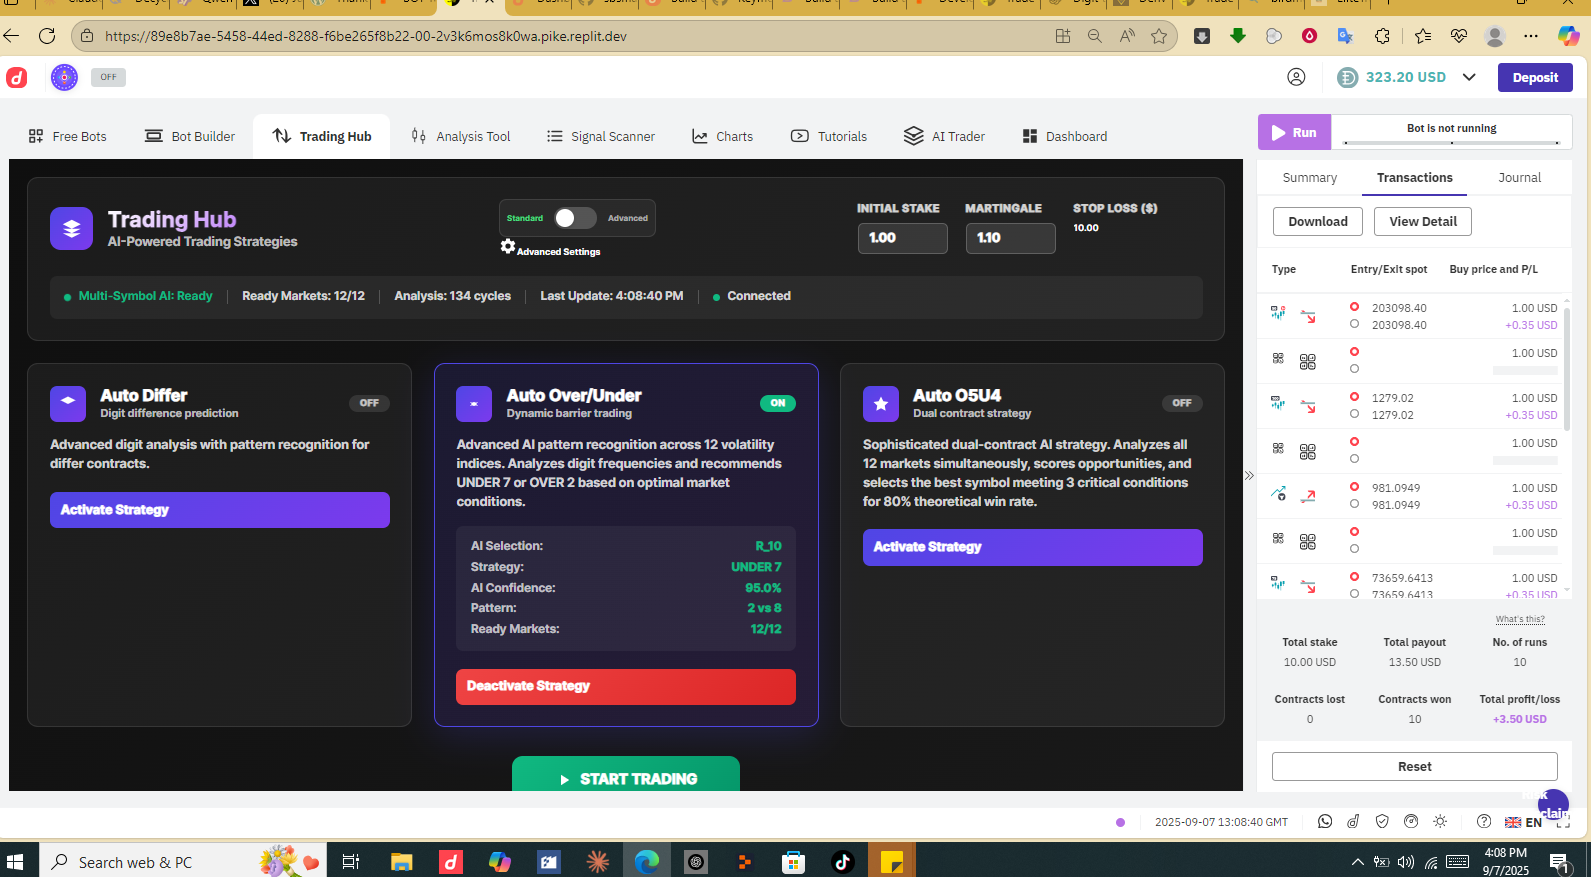 https://89e8b7ae-5458-44ed-8288-f6be265f8b22-00-2v3k6mos8k0wa.pike.replit.dev
OFF
323.20 USD
Deposit
Free Bots
Bot Builder
Trading Hub
Analysis Tool
Signal Scanner
Charts
Tutorials
AI Trader
Dashboard
Run
Bot is not running
Trading Hub
AI-Powered Trading Strategies
Standard
Advanced
Advanced Settings
INITIAL STAKE
1.00
MARTINGALE
1.10
STOP LOSS ($)
10.00
Multi-Symbol AI: Ready
Ready Markets: 12/12
Analysis: 134 cycles
Last Update: 4:08:40 PM
Connected
Auto Differ
Digit difference prediction
OFF
Advanced digit analysis with pattern recognition for
differ contracts.
Activate Strategy
Auto Over/Under
Dynamic barrier trading
ON
Advanced AI pattern recognition across 12 volatility
indices. Analyzes digit frequencies and recommends
UNDER 7 or OVER 2 based on optimal market
conditions.
AI Selection: R_10
Strategy: UNDER 7
AI Confidence: 95.0%
Pattern: 2 vs 8
Ready Markets: 12/12
Deactivate Strategy
Auto O5U4
Dual contract strategy
OFF
Sophisticated dual-contract AI strategy. Analyzes all
12 markets simultaneously, scores opportunities, and
selects the best symbol meeting 3 critical conditions
for 80% theoretical win rate.
Activate Strategy
START TRADING
Summary
Transactions
Journal
Download
View Detail
Type
Entry/Exit spot
Buy price and P/L
203098.40 1.00 USD
203098.40 +0.35 USD
1.00 USD
1279.02 1.00 USD
1279.02 +0.35 USD
1.00 USD
981.0949 1.00 USD
981.0949 +0.35 USD
1.00 USD
73659.6413 1.00 USD
73659.6413 +0.35 USD
What's this?
Total stake
Total payout
No. of runs
10.00 USD
13.50 USD
10
Contracts lost
Contracts won
Total profit/loss
0
10
+3.50 USD
Reset
2025-09-07 13:08:40 GMT
EN
Search web & PC
4:08 PM
9/7/2025
1